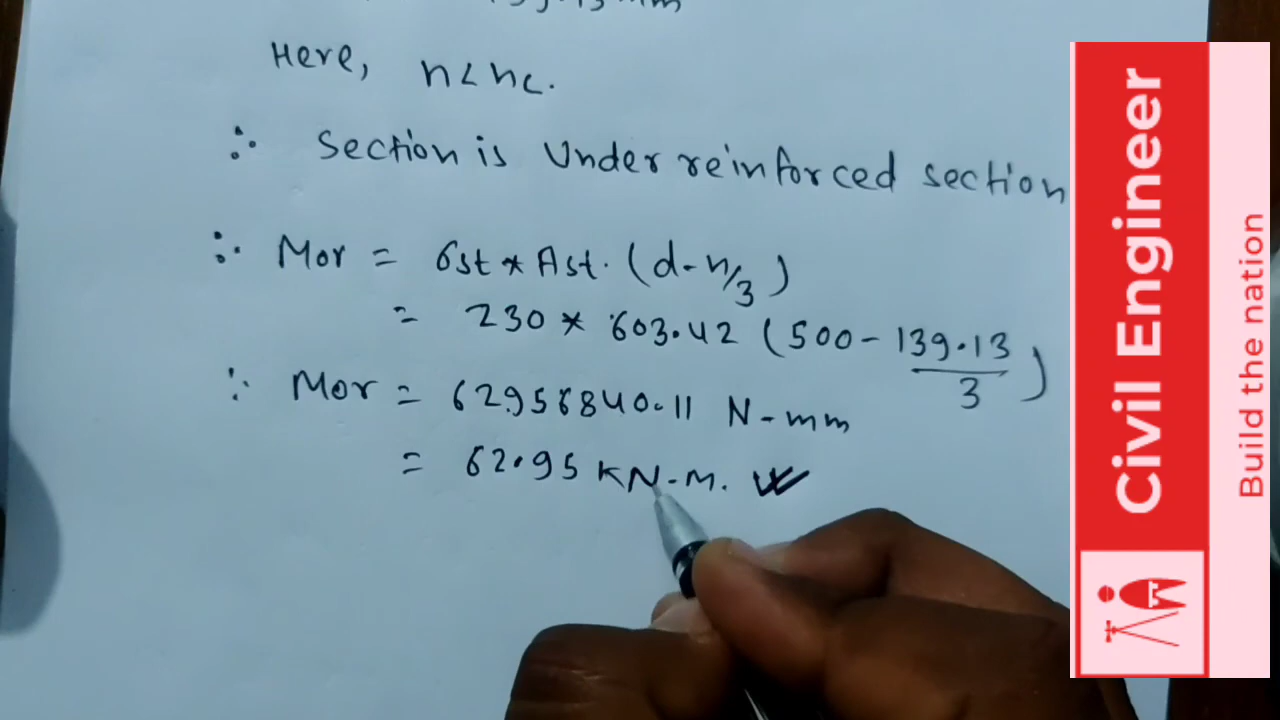 Here, n < nc.
∴ Section is Under reinforced section
∴ Mor = σst * Ast. (d - n/3)
= 230 * 603.42 (500 - 139.13/3)
∴ Mor = 62956840.11 N-mm
= 62.95 KN-M.
Civil Engineer
Build the nation